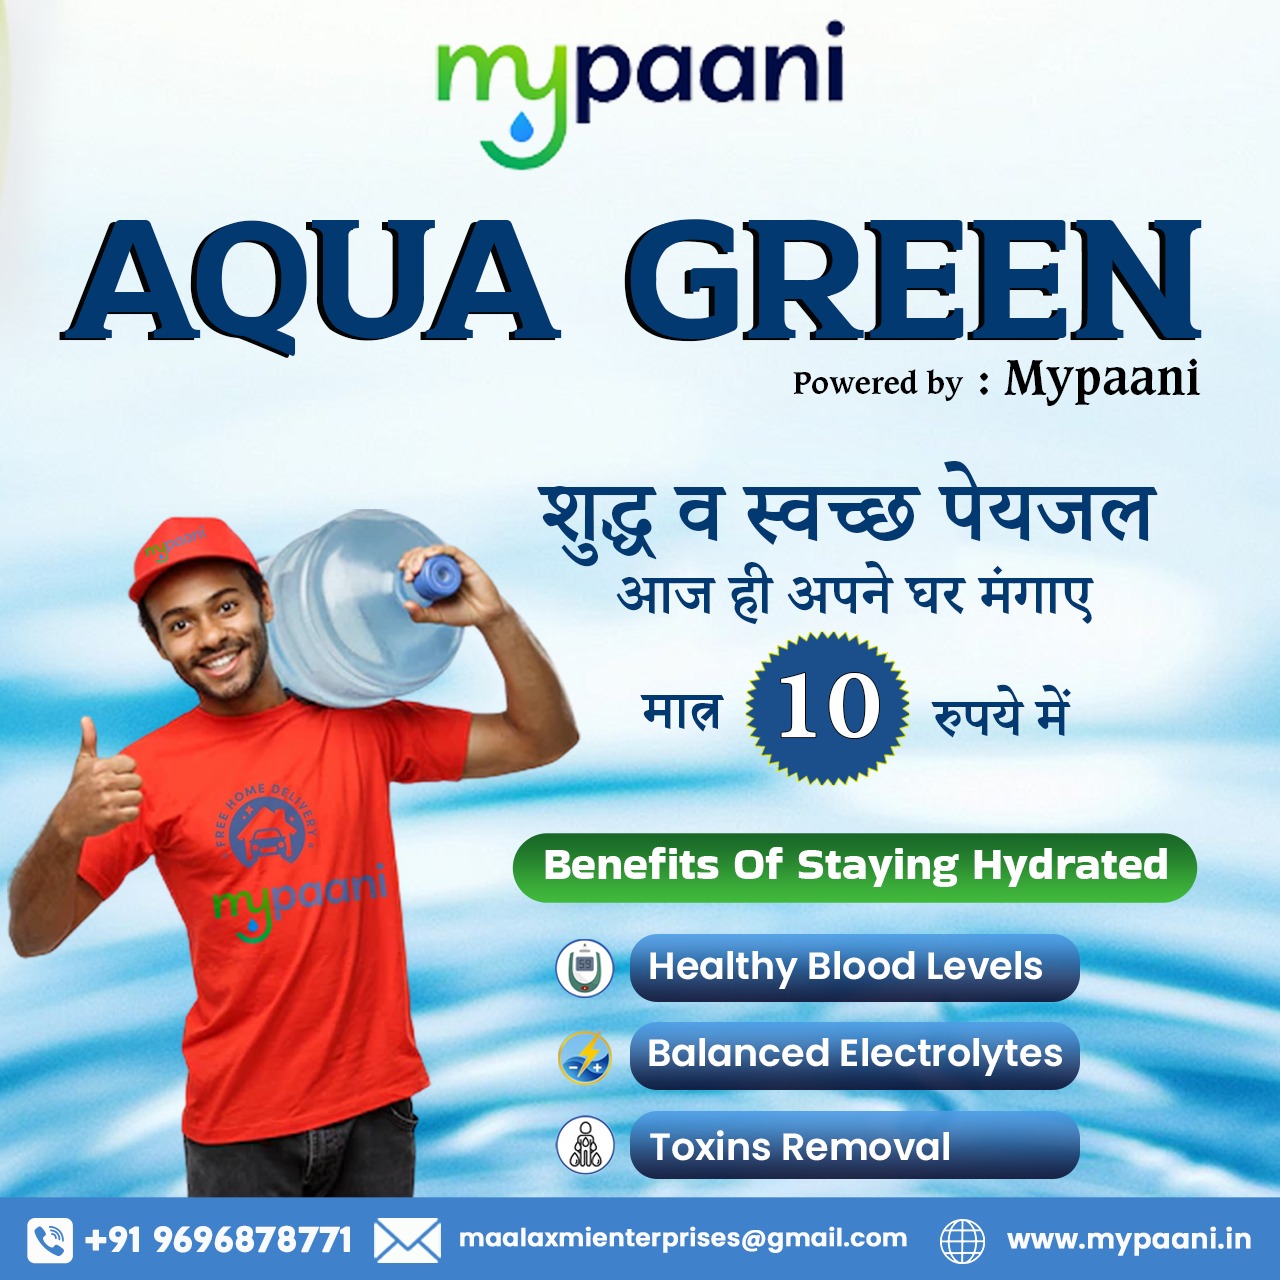 mypaani
AQUA GREEN
Powered by : Mypaani
शुद्ध व स्वच्छ पेयजल
आज ही अपने घर मंगाए
मात्र 10 रुपये में
mypaani
FREE HOME DELIVERY
mypaani
Benefits Of Staying Hydrated
59
Healthy Blood Levels
Balanced Electrolytes
Toxins Removal
+91 9696878771 maalaxmienterprises@gmail.com www.mypaani.in